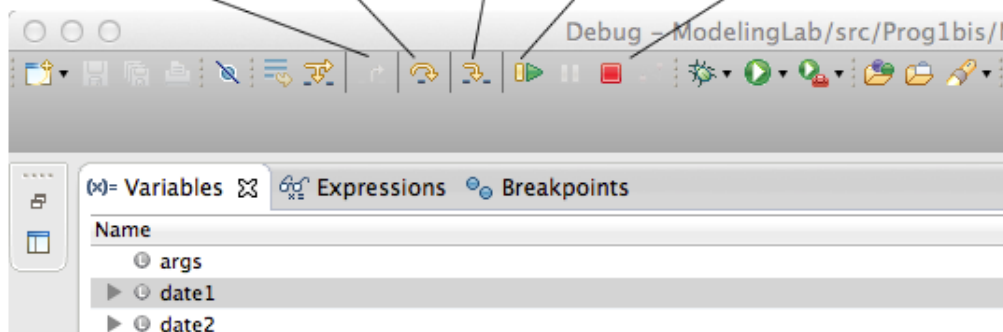 Debug – ModelingLab/src/Prog1bis/
(x)= Variables Expressions Breakpoints
Name
L args
L date1
L date2